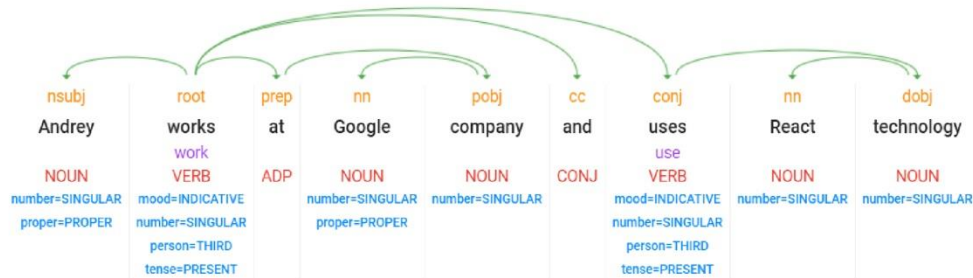 nsubj root prep nn pobj cc conj nn dobj
Andrey works at Google company and uses React technology
work use
NOUN VERB ADP NOUN NOUN CONJ VERB NOUN NOUN
number=SINGULAR mood=INDICATIVE number=SINGULAR number=SINGULAR mood=INDICATIVE number=SINGULAR number=SINGULAR
proper=PROPER number=SINGULAR proper=PROPER number=SINGULAR
person=THIRD person=THIRD
tense=PRESENT tense=PRESENT